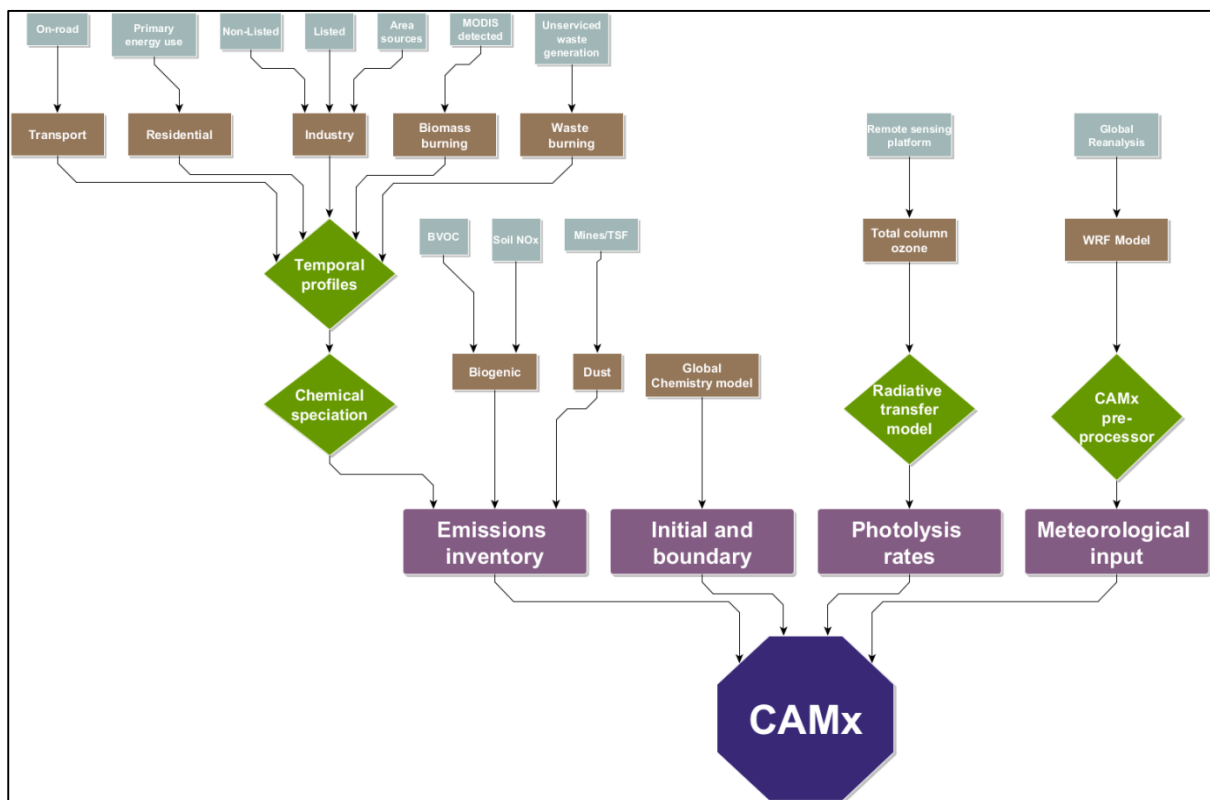 On-road
Primary
energy use
Non-Listed
Listed
Area
sources
MODIS
detected
Unserviced
waste
generation
Transport
Residential
Industry
Biomass
burning
Waste
burning
Remote sensing
platform
Global
Reanalysis
BVOC
Soil NOx
Mines/TSF
Total column
ozone
WRF Model
Temporal
profiles
Biogenic
Dust
Global
Chemistry model
Chemical
speciation
Radiative
transfer
model
CAMx
pre-
processor
Emissions
inventory
Initial and
boundary
Photolysis
rates
Meteorological
input
CAMx